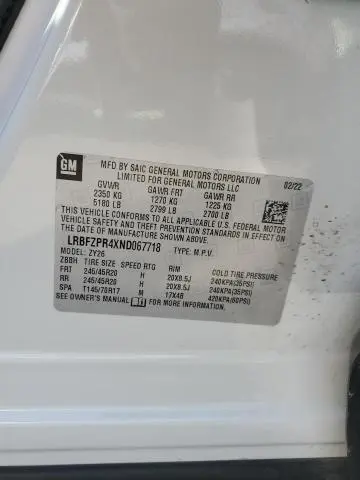 GM
MFD BY SAIC GENERAL MOTORS CORPORATION
LIMITED FOR GENERAL MOTORS LLC
02/22
GVWR GAWR FRT GAWR RR
2350 KG 1270 KG 1225 KG
5180 LB 2799 LB 2700 LB
THIS VEHICLE CONFORMS TO ALL APPLICABLE U.S. FEDERAL MOTOR
VEHICLE SAFETY AND THEFT PREVENTION STANDARDS IN EFFECT ON
THE DATE OF MANUFACTURE SHOWN ABOVE.
LRBFZPR4XND067718 TYPE: M.P.V.
MODEL: ZY26
ZBBH TIRE SIZE SPEED RTG RIM COLD TIRE PRESSURE
FRT 245/45R20 H 20X8.5J 240KPA(35PSI)
RR 245/45R20 H 20X8.5J 240KPA(35PSI)
SPA T145/70R17 M 17X4B 420KPA(60PSI)
SEE OWNER'S MANUAL FOR MORE INFORMATION.